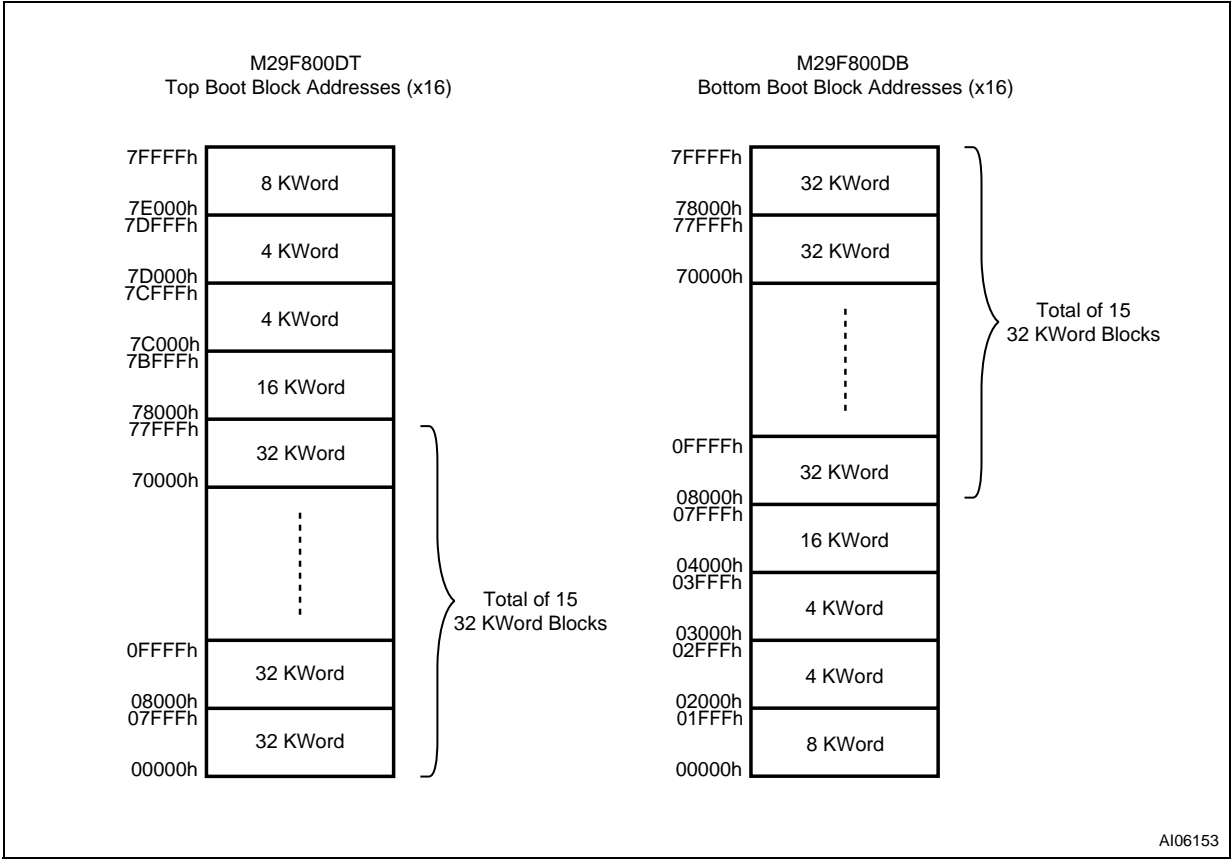 M29F800DT
Top Boot Block Addresses (x16)
7FFFFh
8 KWord
7E000h
7DFFFh
4 KWord
7D000h
7CFFFh
4 KWord
7C000h
7BFFFh
16 KWord
78000h
77FFFh
32 KWord
70000h
Total of 15
32 KWord Blocks
0FFFFh
32 KWord
08000h
07FFFh
32 KWord
00000h
M29F800DB
Bottom Boot Block Addresses (x16)
7FFFFh
32 KWord
78000h
77FFFh
32 KWord
70000h
Total of 15
32 KWord Blocks
0FFFFh
32 KWord
08000h
07FFFh
16 KWord
04000h
03FFFh
4 KWord
03000h
02FFFh
4 KWord
02000h
01FFFh
8 KWord
00000h
AI06153